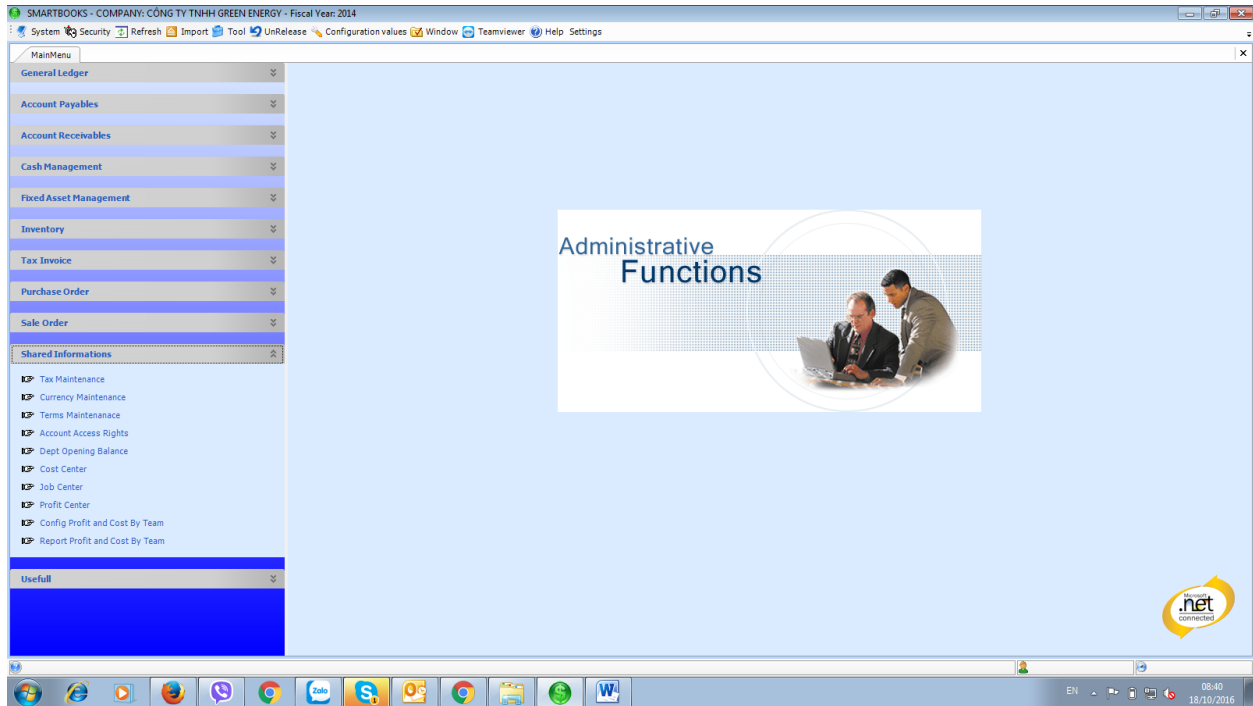 SMARTBOOKS - COMPANY: CÔNG TY TNHH GREEN ENERGY - Fiscal Year: 2014
System Security Refresh Import Tool UnRelease Configuration values Window Teamviewer Help Settings
MainMenu
General Ledger
Account Payables
Account Receivables
Cash Management
Fixed Asset Management
Inventory
Tax Invoice
Purchase Order
Sale Order
Shared Informations
Tax Maintenance
Currency Maintenance
Terms Maintenanace
Account Access Rights
Dept Opening Balance
Cost Center
Job Center
Profit Center
Config Profit and Cost By Team
Report Profit and Cost By Team
Usefull
Administrative
Functions
Microsoft
.net
connected
Zalo
EN
08:40
18/10/2016